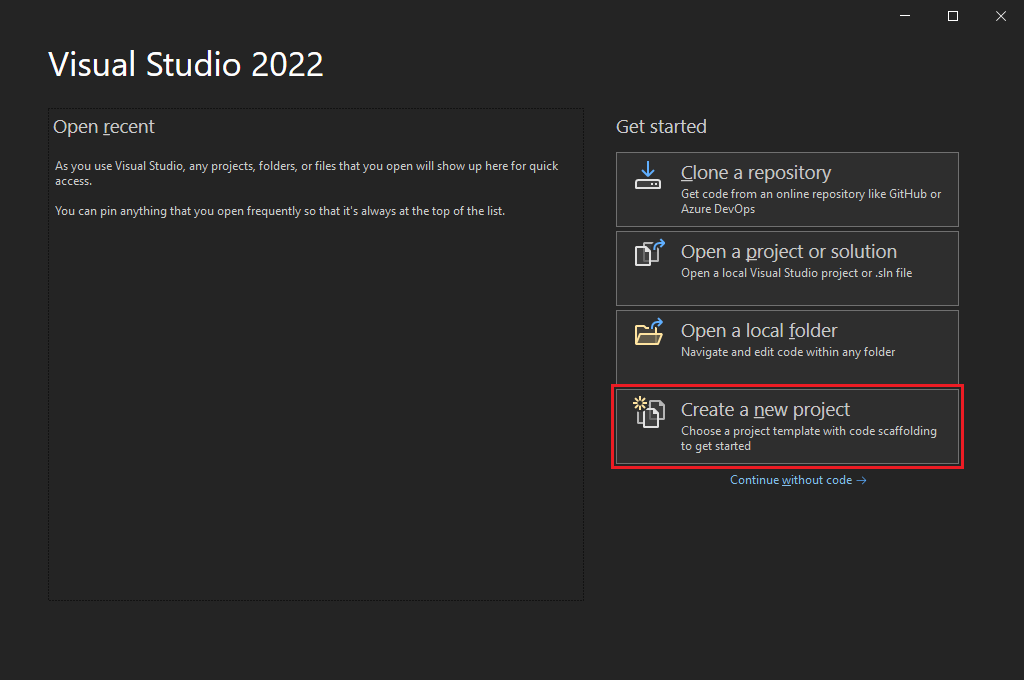 Visual Studio 2022
Open recent
As you use Visual Studio, any projects, folders, or files that you open will show up here for quick
access.
You can pin anything that you open frequently so that it's always at the top of the list.
Get started
Clone a repository
Get code from an online repository like GitHub or
Azure DevOps
Open a project or solution
Open a local Visual Studio project or .sln file
Open a local folder
Navigate and edit code within any folder
Create a new project
Choose a project template with code scaffolding
to get started
Continue without code →